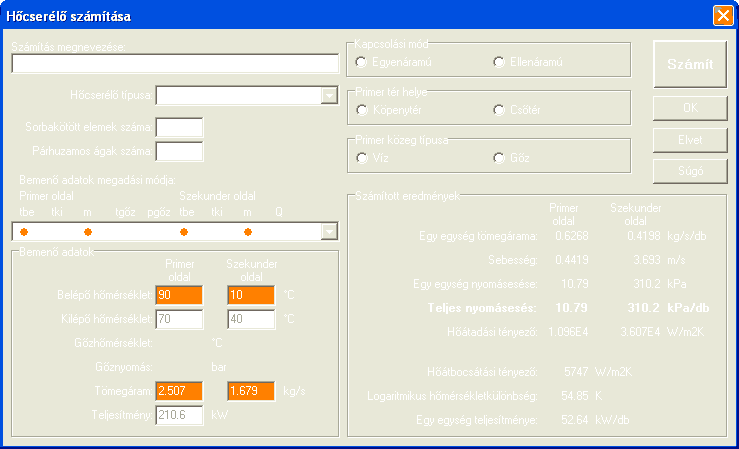 Hőcserélő számítása
Számítás megnevezése:
Hőcserélő típusa:
Sorbakötött elemek száma:
Párhuzamos ágak száma:
Bemenő adatok megadási módja:
Primer oldal Szekunder oldal
tbe tki m tgőz pgőz tbe tki m Q
Bemenő adatok
Primer oldal Szekunder oldal
Belépő hőmérséklet: 90 10 °C
Kilépő hőmérséklet: 70 40 °C
Gőzhőmérséklet: °C
Gőznyomás: bar
Tömegáram: 2.507 1.679 kg/s
Teljesítmény: 210.6 kW
Kapcsolási mód
Egyenáramú Ellenáramú
Primer tér helye
Köpenytér Csőtér
Primer közeg típusa
Víz Gőz
Számít
OK
Elvet
Súgó
Számított eredmények
Primer oldal Szekunder oldal
Egy egység tömegárama: 0.6268 0.4198 kg/s/db
Sebesség: 0.4419 3.693 m/s
Egy egység nyomásesése: 10.79 310.2 kPa
Teljes nyomásesés: 10.79 310.2 kPa/db
Hőátadási tényező: 1.096E4 3.607E4 W/m2K
Hőátbocsátási tényező: 5747 W/m2K
Logaritmikus hőmérsékletkülönbség: 54.85 K
Egy egység teljesítménye: 52.64 kW/db